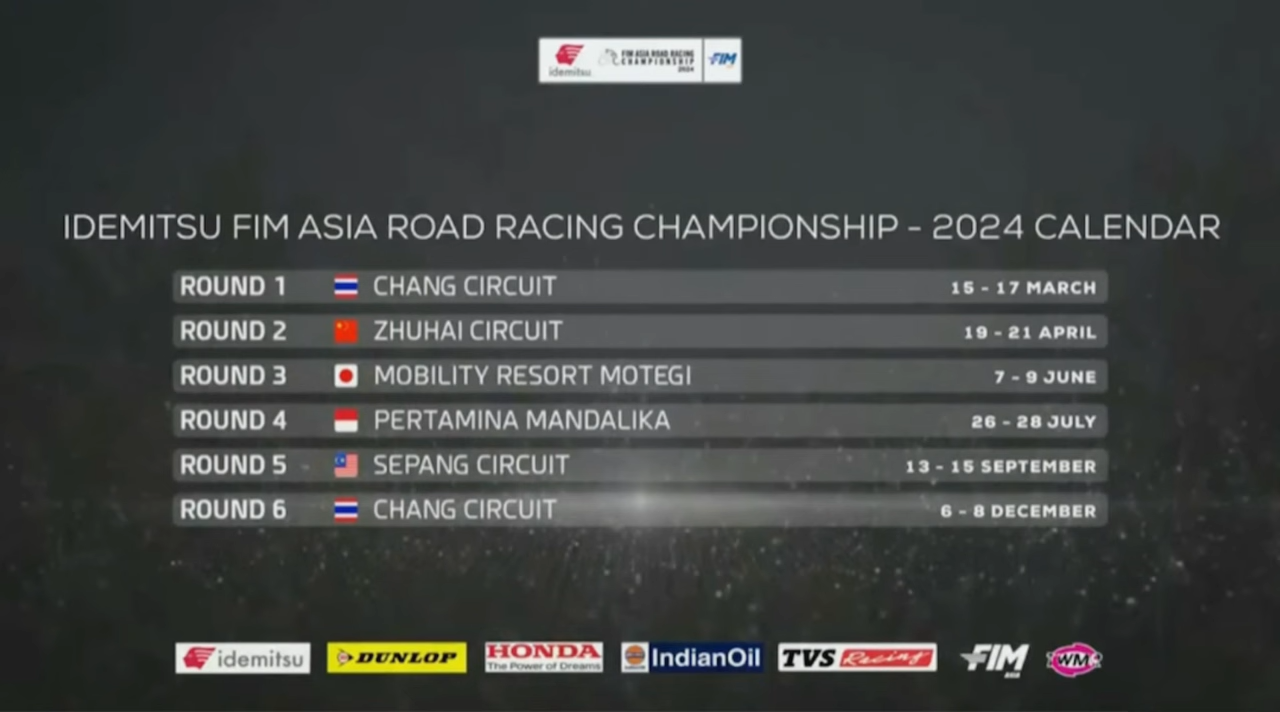 idemitsu
FIM ASIA ROAD RACING
CHAMPIONSHIP
2024
FIM
IDEMITSU FIM ASIA ROAD RACING CHAMPIONSHIP - 2024 CALENDAR
ROUND 1 CHANG CIRCUIT 15 - 17 MARCH
ROUND 2 ZHUHAI CIRCUIT 19 - 21 APRIL
ROUND 3 MOBILITY RESORT MOTEGI 7 - 9 JUNE
ROUND 4 PERTAMINA MANDALIKA 26 - 28 JULY
ROUND 5 SEPANG CIRCUIT 13 - 15 SEPTEMBER
ROUND 6 CHANG CIRCUIT 6 - 8 DECEMBER
idemitsu DUNLOP HONDA IndianOil TVS Racing FIM WM
The Power of Dreams
ASIA